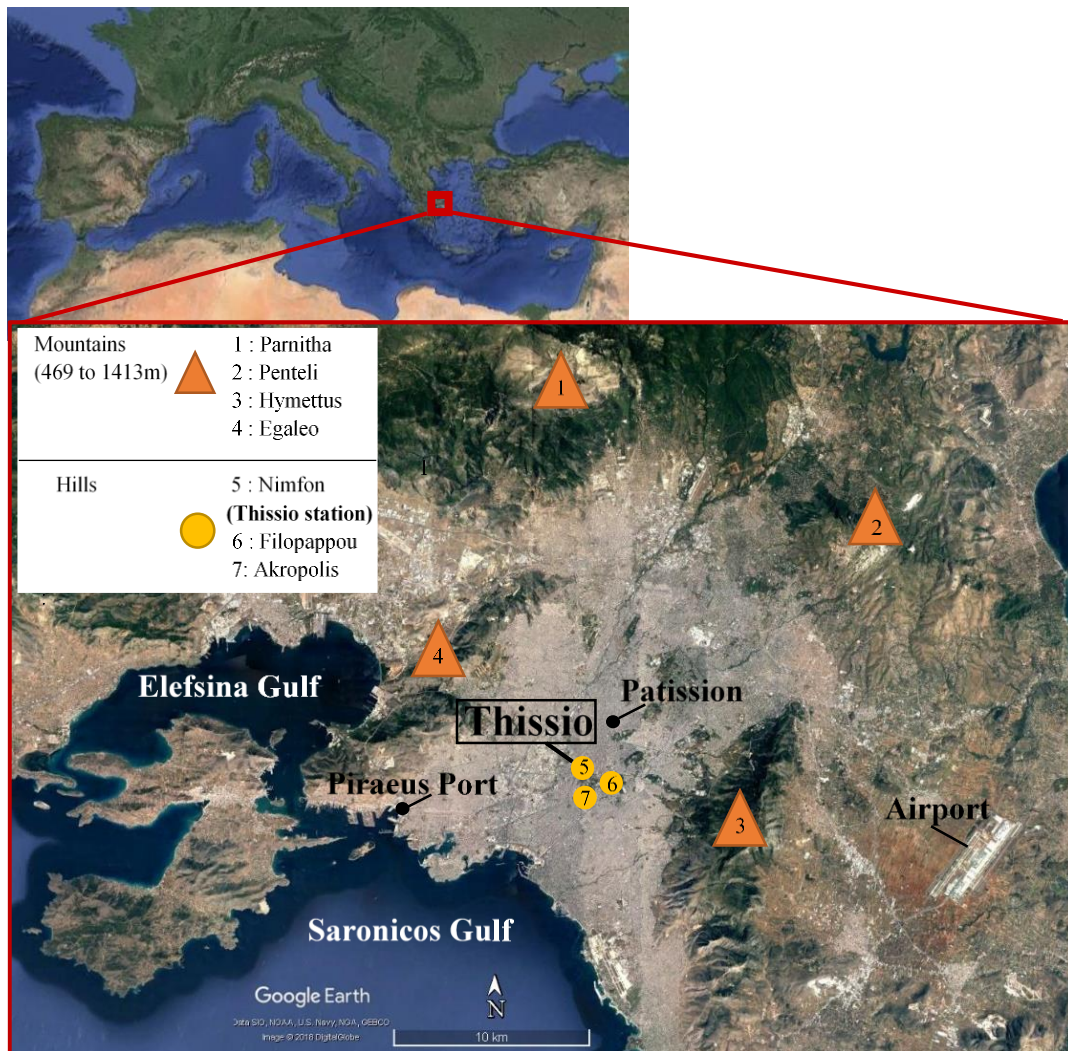 Mountains
(469 to 1413m)
1 : Parnitha
2 : Penteli
3 : Hymettus
4 : Egaleo
Hills
5 : Nimfon
(Thissio station)
6 : Filopappou
7: Akropolis
1
1
2
4
Elefsina Gulf
Patission
Thissio
5
6
7
Piraeus Port
3
Airport
Saronicos Gulf
Google Earth
N
Data SIO, NOAA, U.S. Navy, NGA, GEBCO
Image © 2018 DigitalGlobe
10 km